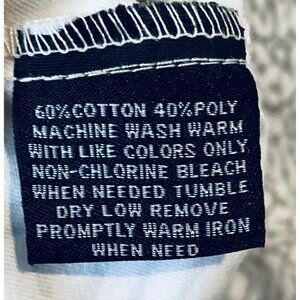 60%COTTON 40%POLY
MACHINE WASH WARM
WITH LIKE COLORS ONLY
NON-CHLORINE BLEACH
WHEN NEEDED TUMBLE
DRY LOW REMOVE
PROMPTLY WARM IRON
WHEN NEED